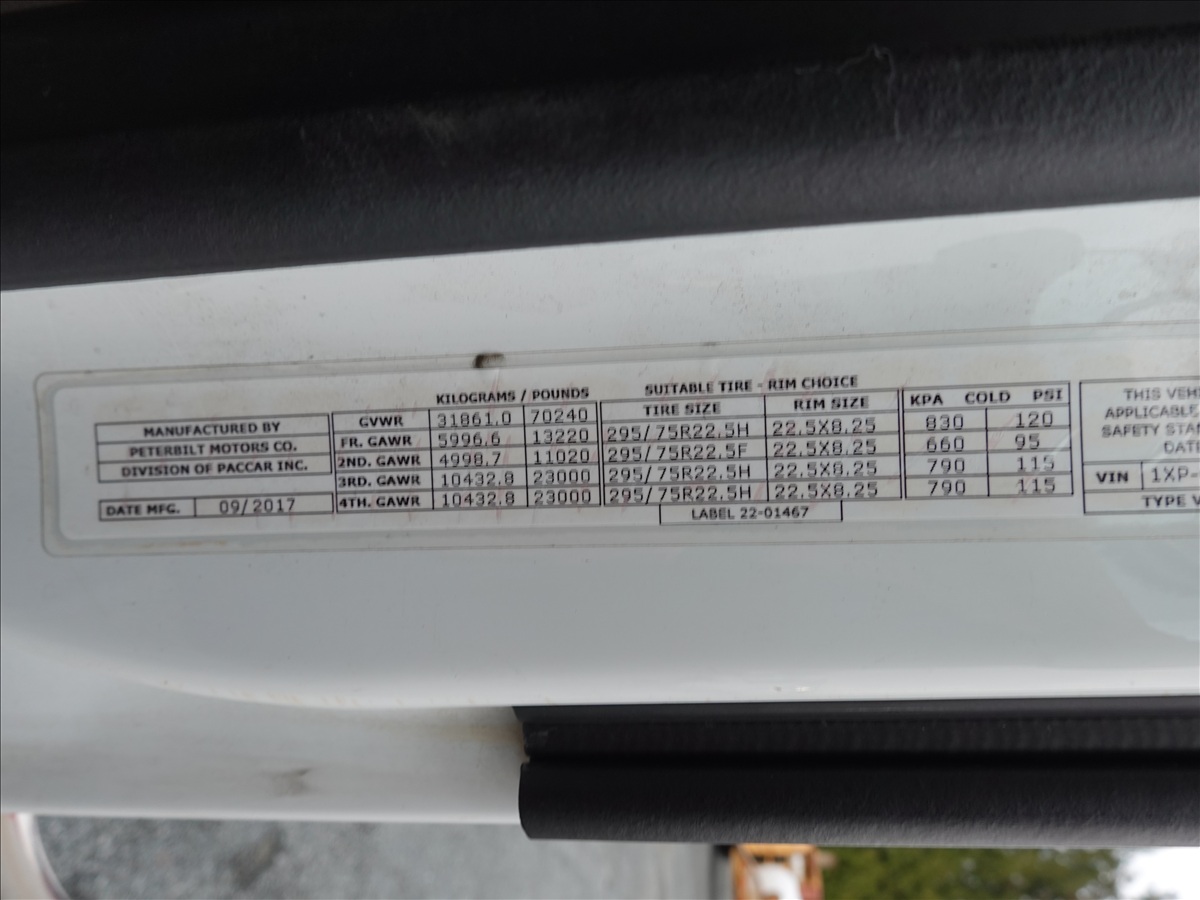 KILOGRAMS / POUNDS SUITABLE TIRE - RIM CHOICE
MANUFACTURED BY
PETERBILT MOTORS CO.
DIVISION OF PACCAR INC.
DATE MFG. 09/2017
TIRE SIZE RIM SIZE KPA COLD PSI
GVWR 31861.0 70240
FR. GAWR 5996.6 13220 295/75R22.5H 22.5X8.25 830 120
2ND. GAWR 4998.7 11020 295/75R22.5F 22.5X8.25 660 95
3RD. GAWR 10432.8 23000 295/75R22.5H 22.5X8.25 790 115
4TH. GAWR 10432.8 23000 295/75R22.5H 22.5X8.25 790 115
LABEL 22-01467
THIS VEH
APPLICABLE
SAFETY STAN
DAT
VIN 1XP-
TYPE V